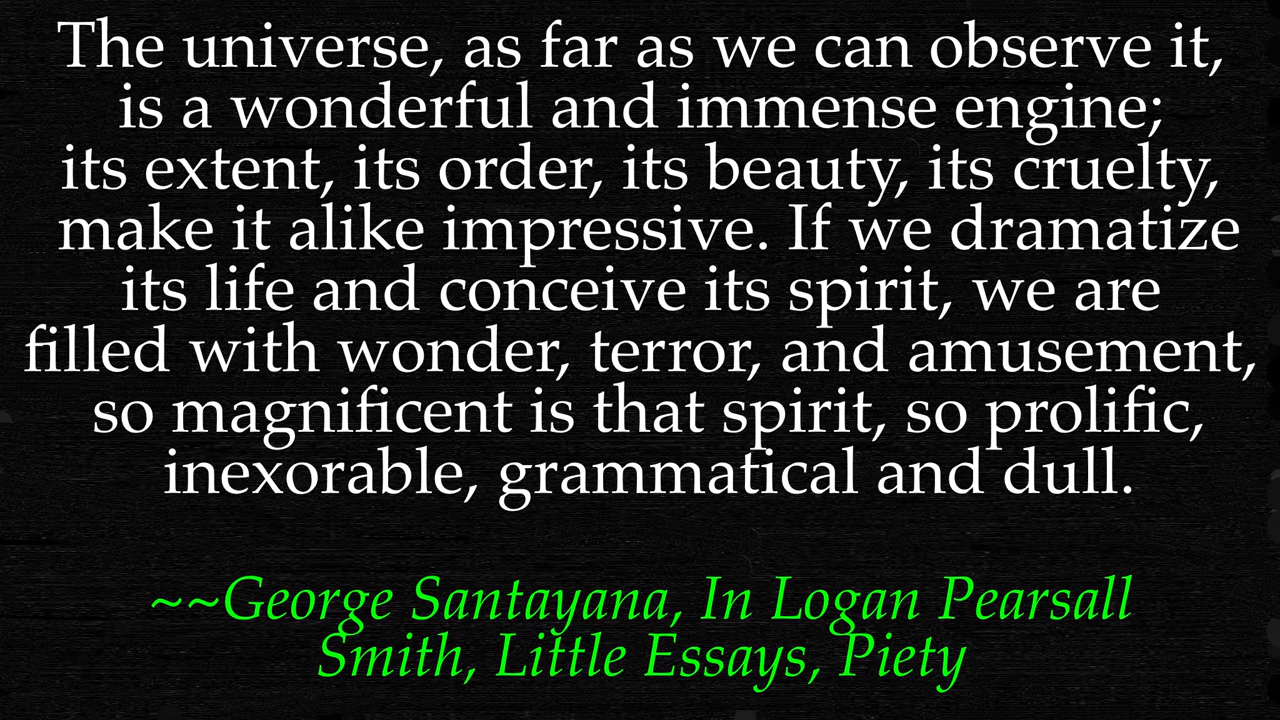 The universe, as far as we can observe it,
is a wonderful and immense engine;
its extent, its order, its beauty, its cruelty,
make it alike impressive. If we dramatize
its life and conceive its spirit, we are
filled with wonder, terror, and amusement,
so magnificent is that spirit, so prolific,
inexorable, grammatical and dull.
~~George Santayana, In Logan Pearsall
Smith, Little Essays, Piety